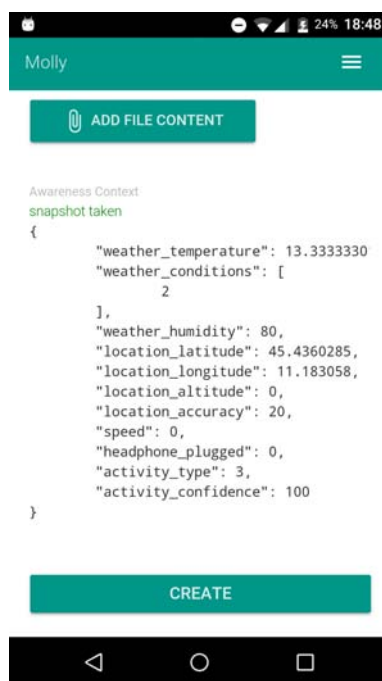 24% 18:48
Molly
ADD FILE CONTENT
Awareness Context
snapshot taken
{
"weather_temperature": 13.3333330
"weather_conditions": [
2
],
"weather_humidity": 80,
"location_latitude": 45.4360285,
"location_longitude": 11.183058,
"location_altitude": 0,
"location_accuracy": 20,
"speed": 0,
"headphone_plugged": 0,
"activity_type": 3,
"activity_confidence": 100
}
CREATE